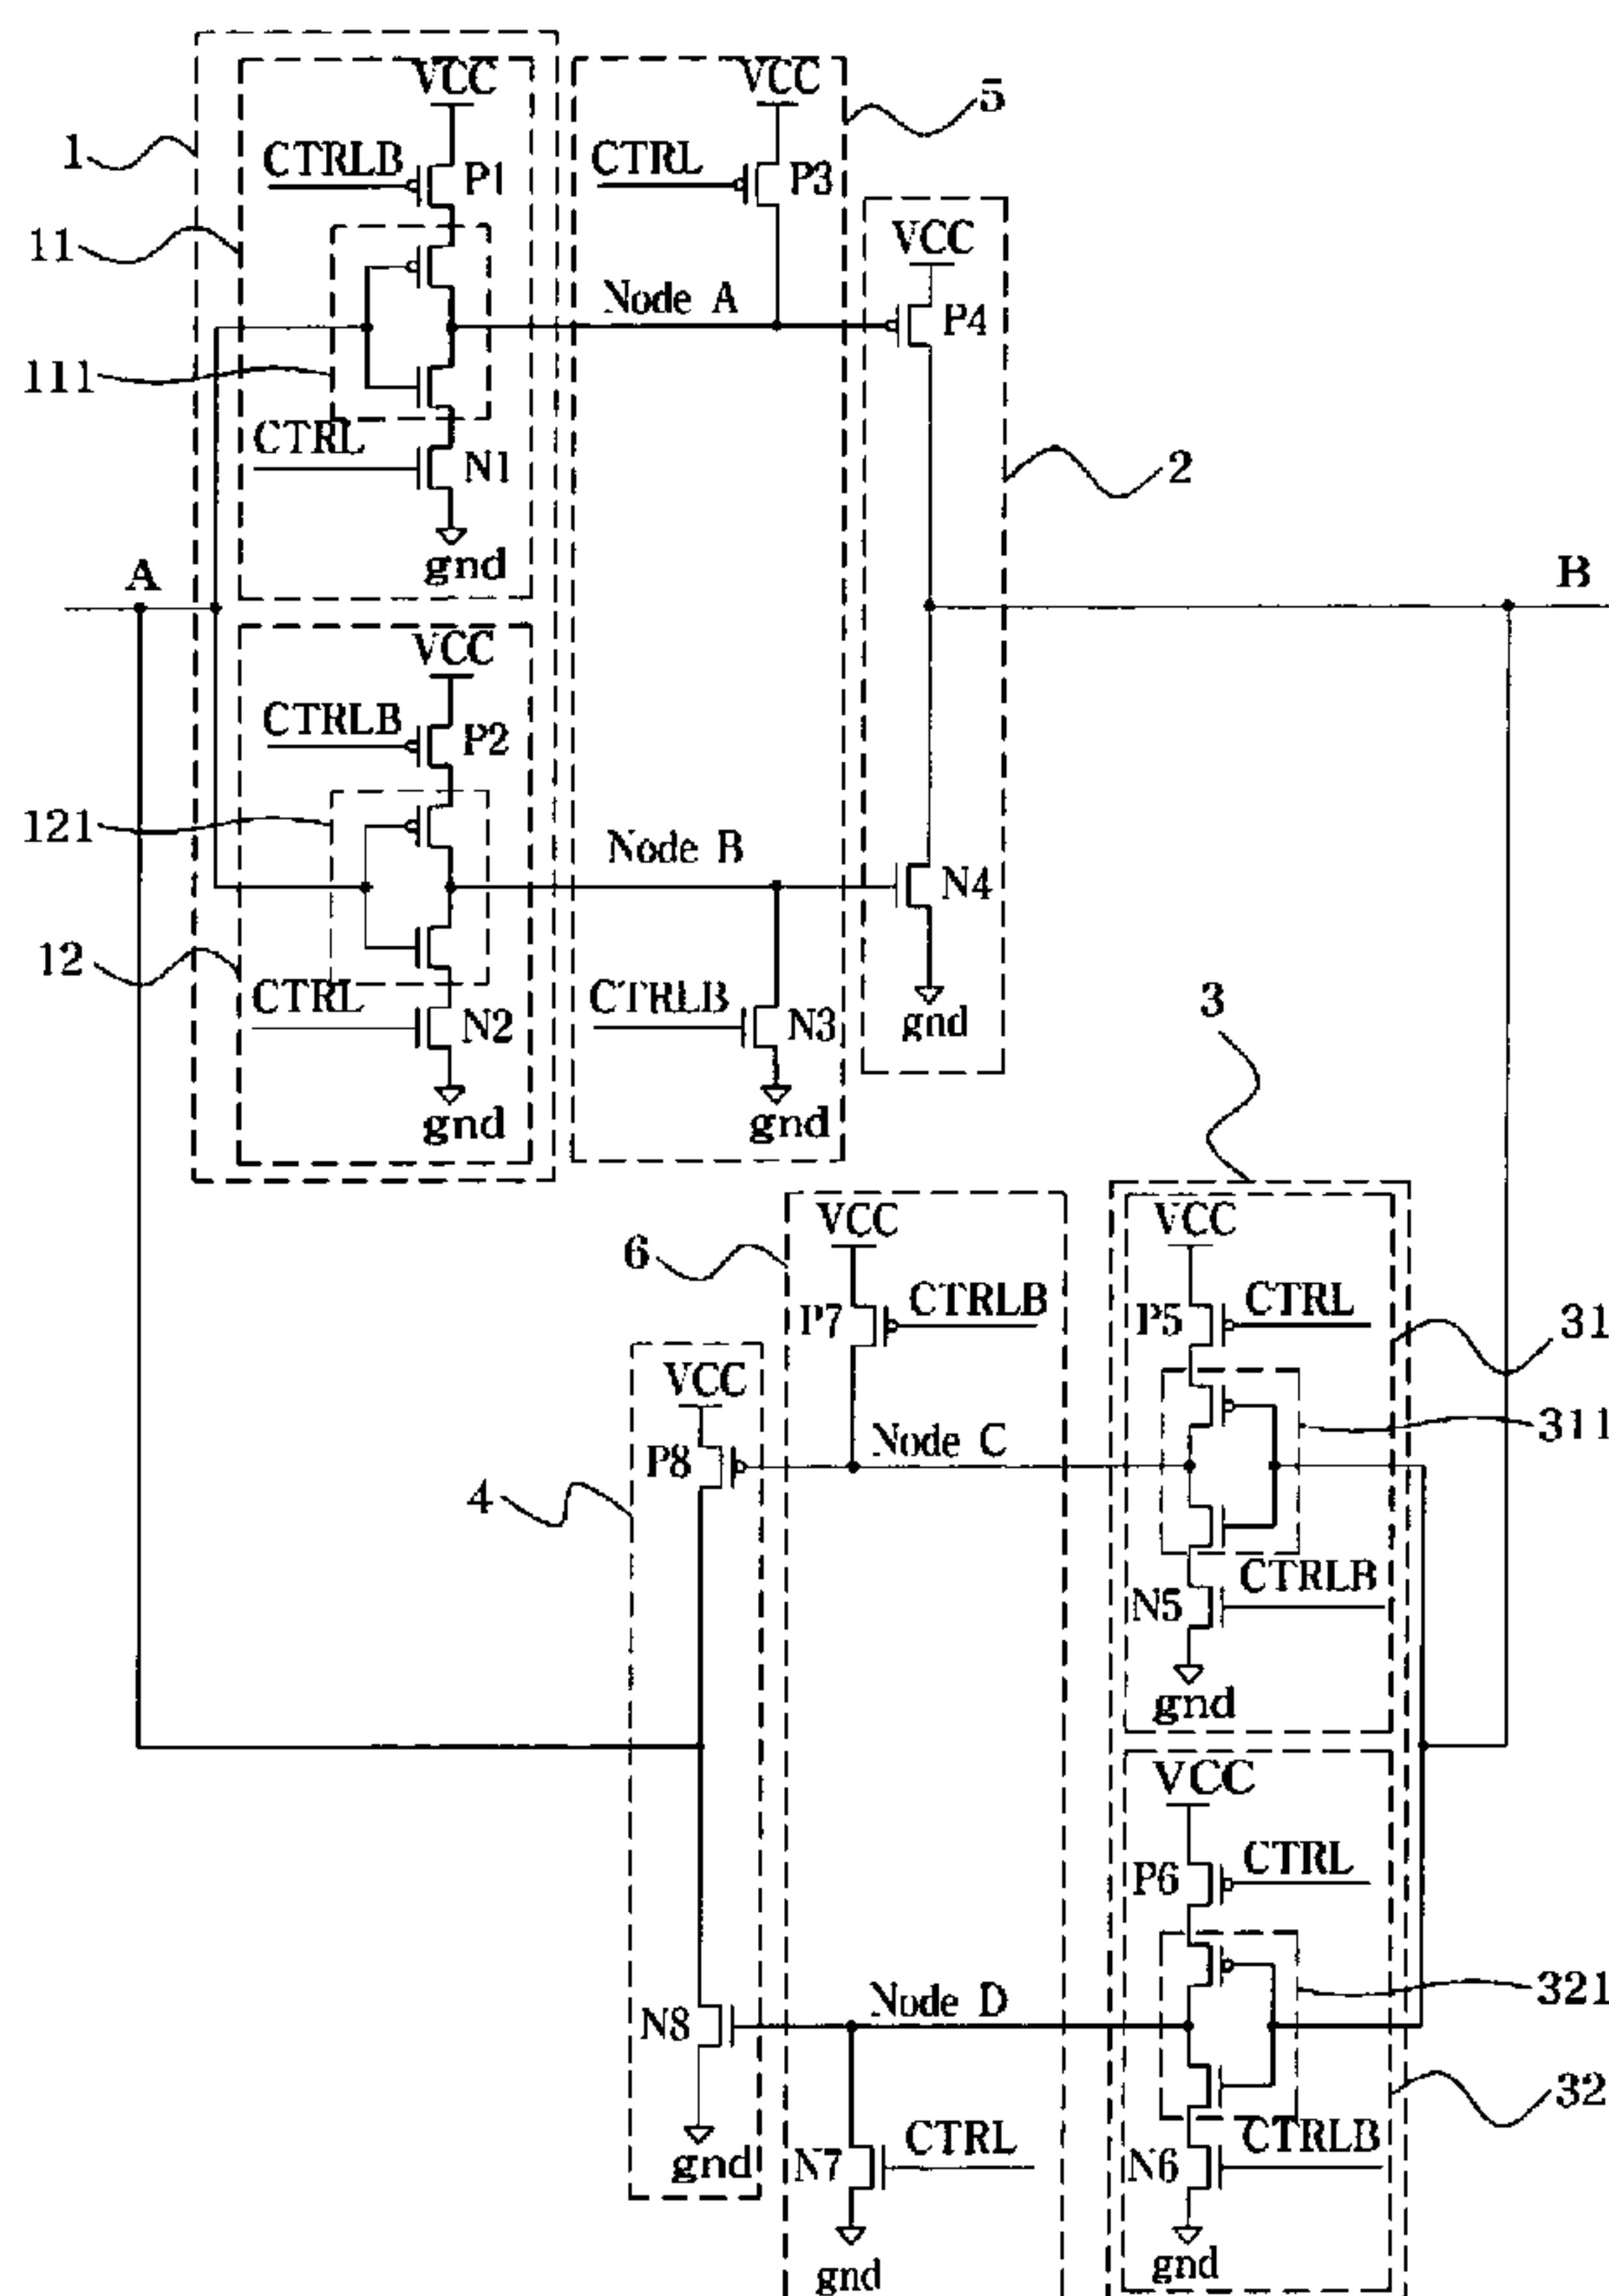 VCC
VCC
5
1
CTRLB
P1
CTRL
P3
11
VCC
Node A
P4
111
CTRL
N1
2
gnd
A
B
VCC
CTRLB
P2
121
Node B
N4
12
CTRL
N2
CTRLB
N3
gnd
3
gnd
gnd
VCC
VCC
6
P7
CTRLB
P5
CTRL
31
VCC
P8
Node C
311
4
CTRLB
N5
gnd
VCC
P6
CTRL
Node D
321
N8
32
gnd
N7
CTRL
N6
CTRLB
gnd
gnd